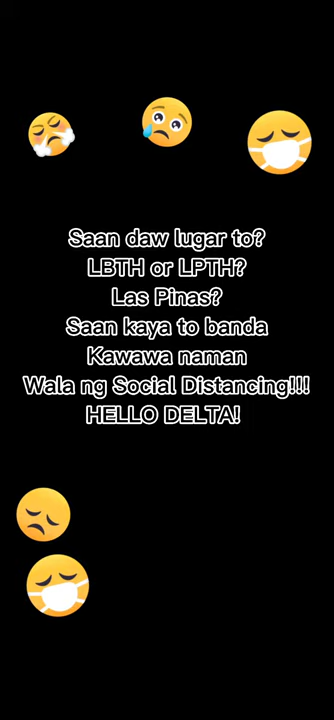 Saan daw lugar to?
LBTH or LPTH?
Las Pinas?
Saan kaya to banda
Kawawa naman
Wala ng Social Distancing!!!
HELLO DELTA!